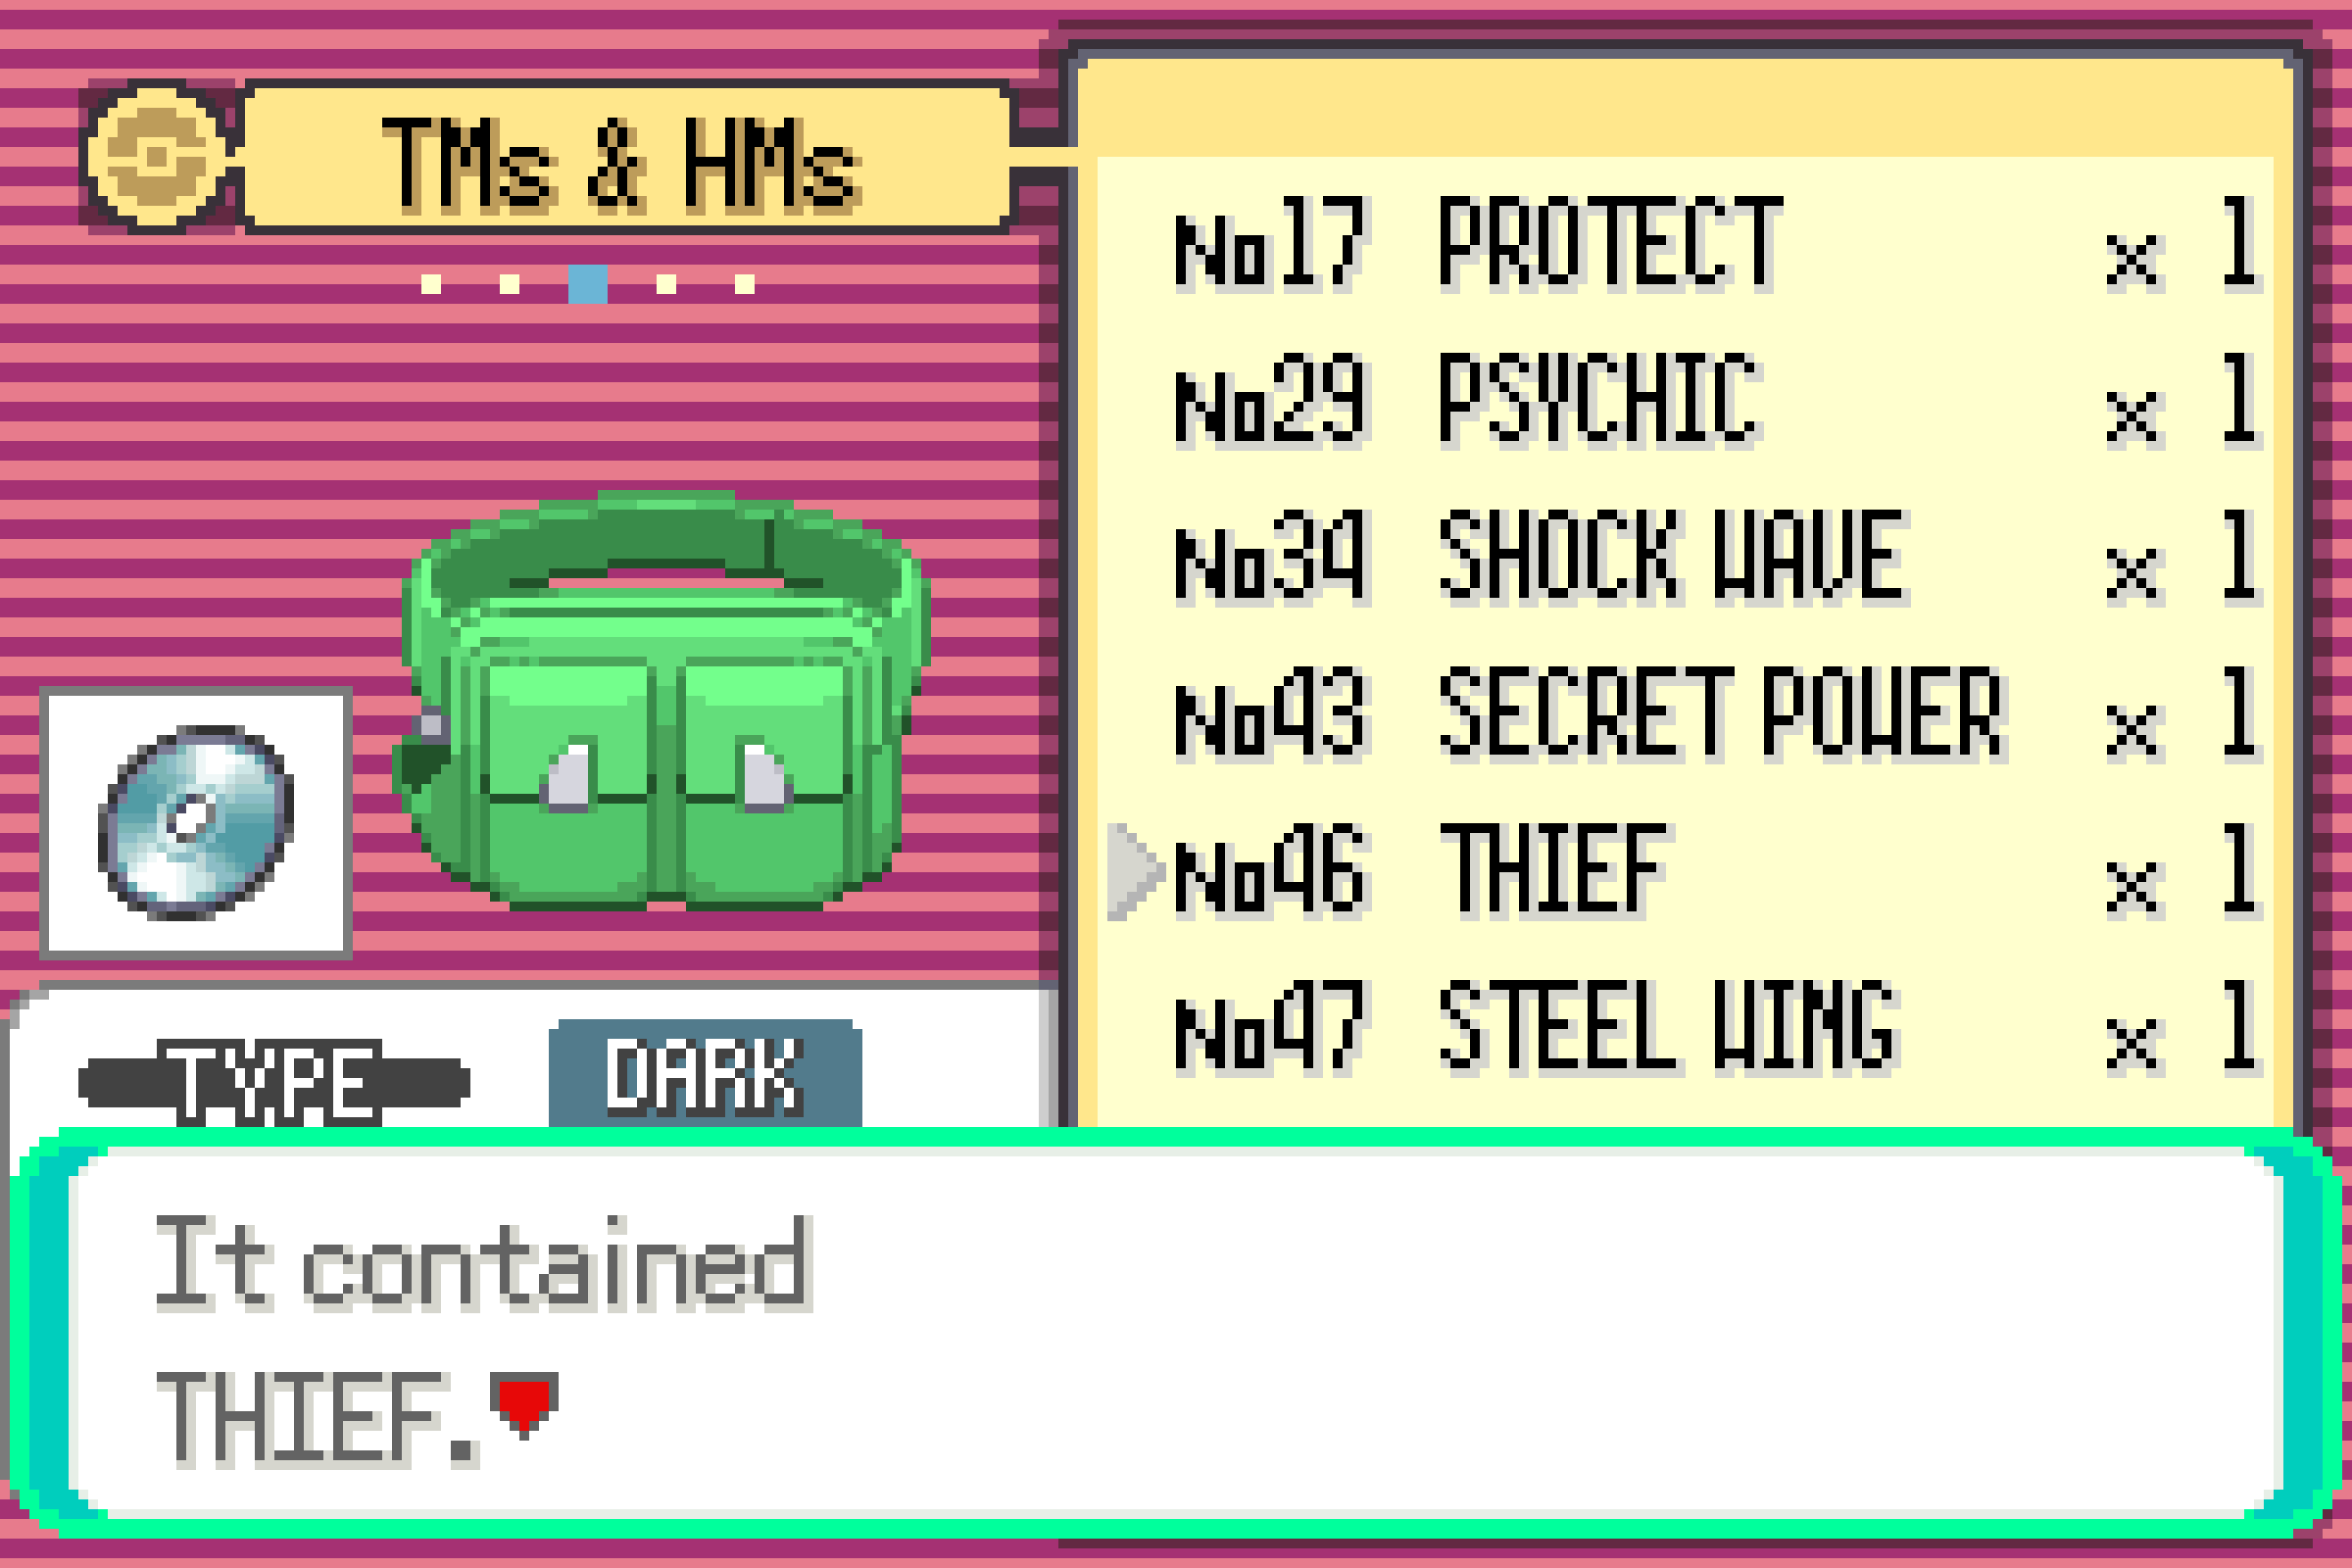 TMs & HMs
No17 PROTECT x 1
No29 PSYCHIC x 1
No34 SHOCK WAVE x 1
No43 SECRET POWER x 1
No46 THIEF x 1
No47 STEEL WING x 1
TYPE DARK
It contained
THIEF.